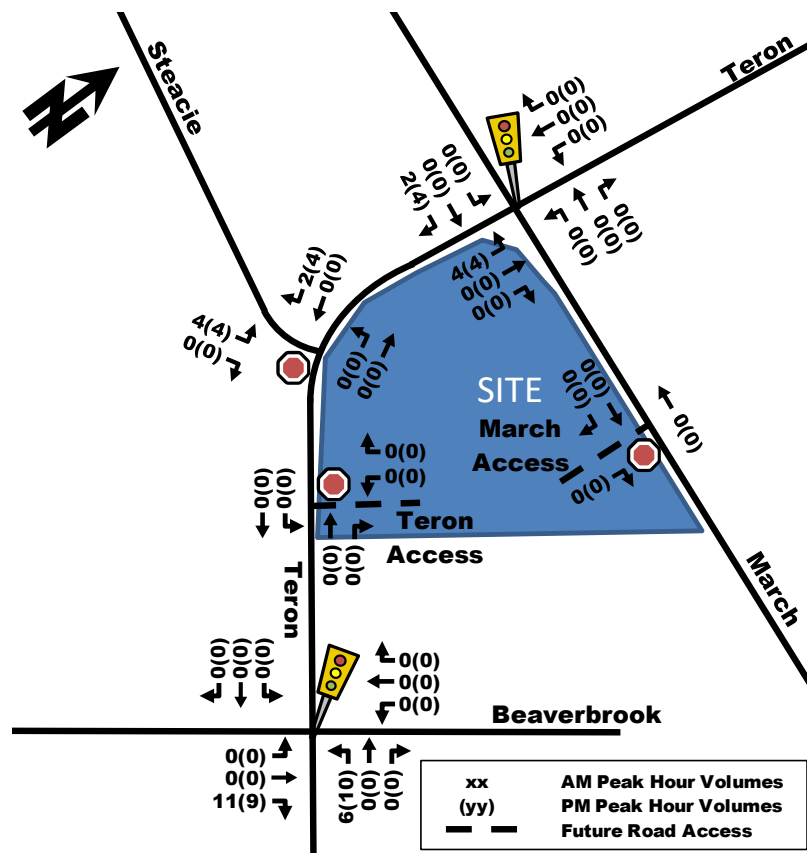 Steacie
N
Teron
0(0)
0(0)
0(0)
0(0)
0(0)
2(4)
0(0)
0(0)
0(0)
2(4)
0(0)
4(4)
0(0)
0(0)
4(4)
0(0)
0(0)
0(0)
SITE
March
Access
0(0)
0(0)
0(0)
0(0)
0(0)
0(0)
0(0)
0(0)
Teron
Access
0(0)
0(0)
Teron
March
0(0)
0(0)
0(0)
0(0)
0(0)
0(0)
Beaverbrook
0(0)
0(0)
11(9)
6(10)
0(0)
0(0)
xx AM Peak Hour Volumes
(yy) PM Peak Hour Volumes
Future Road Access